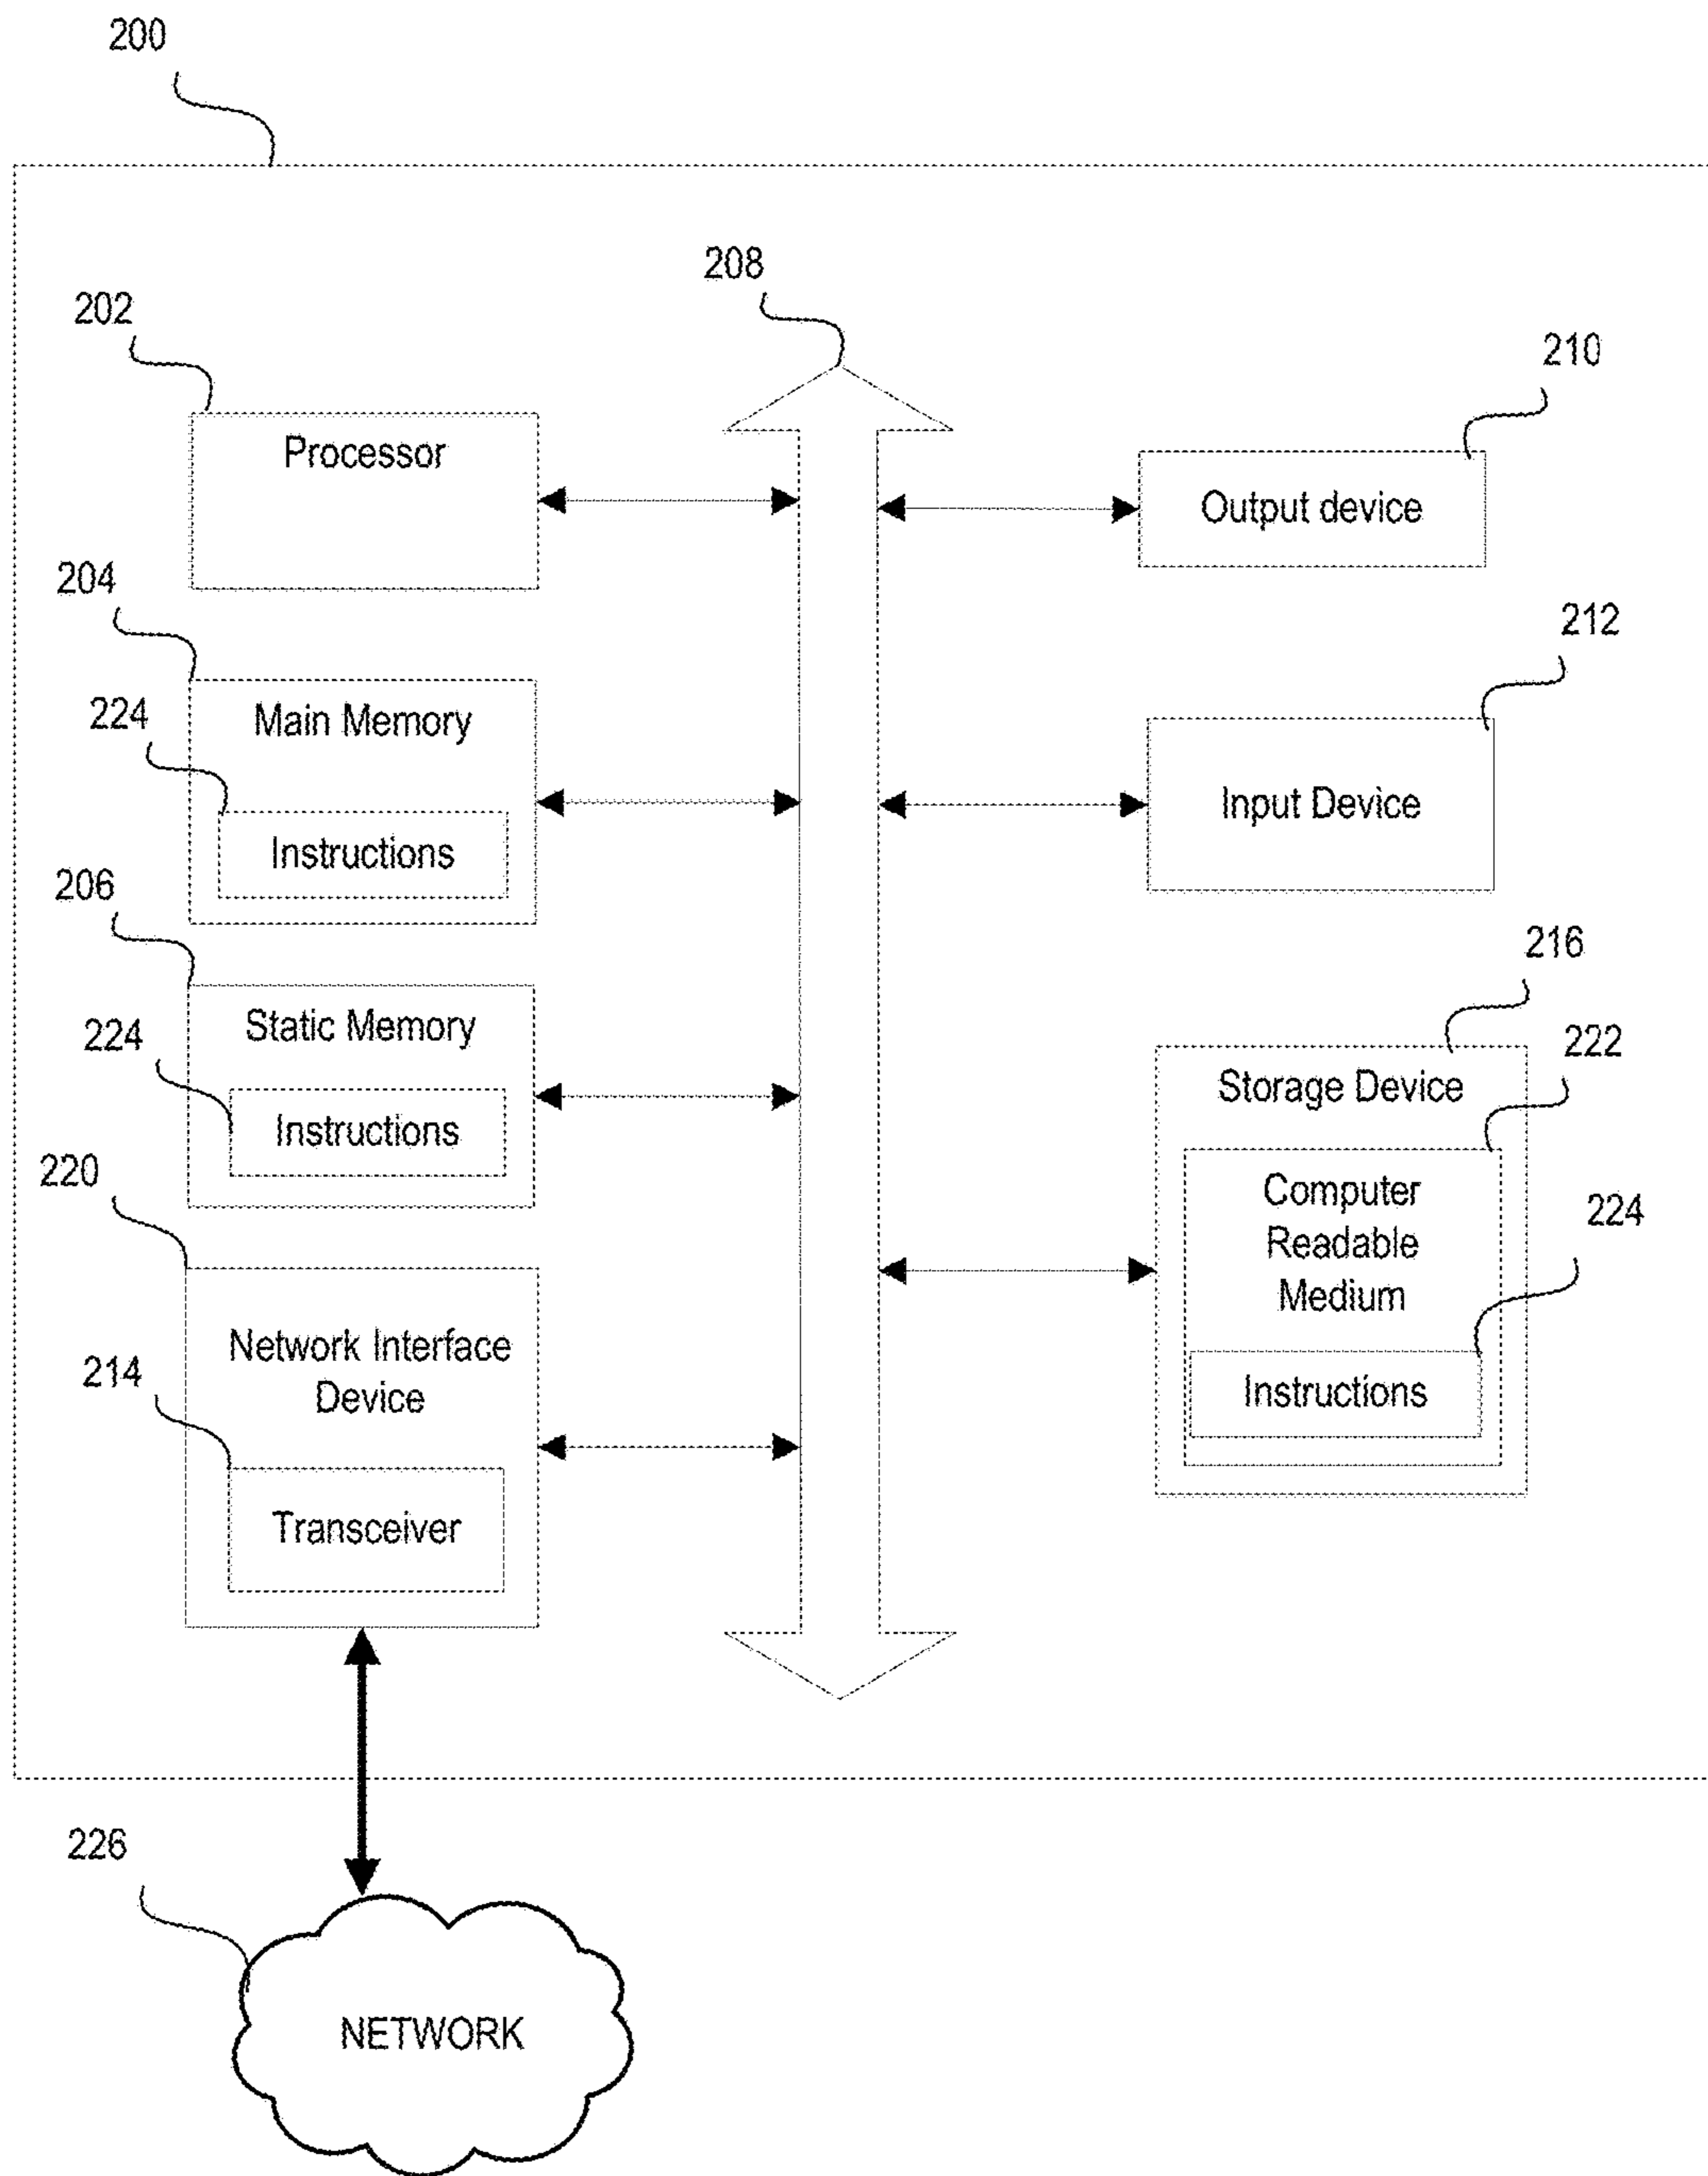 200
208
202
210
Processor
Output device
204
212
224
Main Memory
Input Device
Instructions
206
216
Static Memory
222
224
Storage Device
Instructions
Computer
Readable
Medium
224
220
Network Interface
Device
214
Instructions
Transceiver
226
NETWORK